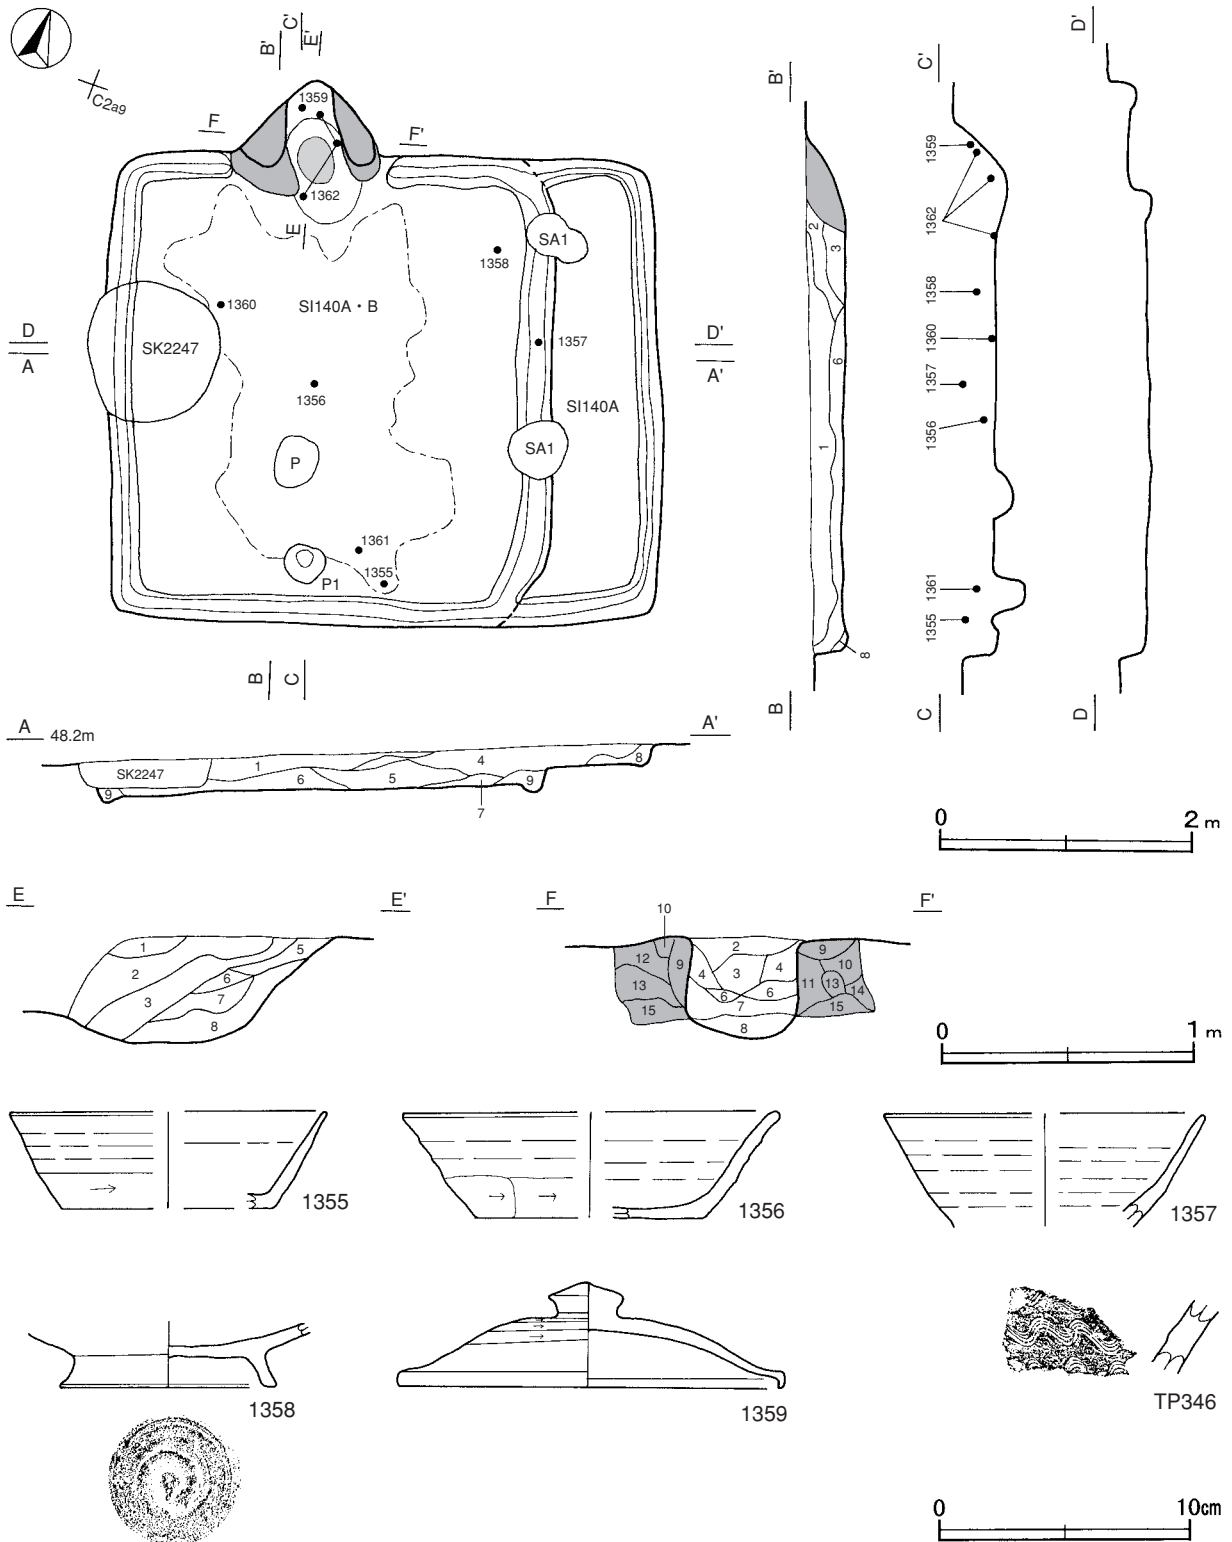 C2a9
B'
C'
E'
F
F'
1359
1362
E
1358
SA1
1360
SI140A・B
1357
SK2247
D
A
D'
A'
1356
SI140A
P
SA1
1361
1355
P1
B
C
B'
2
3
6
1
8
B
C'
1359
1362
1358
1360
1357
1356
1361
1355
C
D'
D
A 48.2m
A'
SK2247
1
4
8
6
5
9
9
7
0 2 m
E
E'
1
2
3
5
6
7
8
F
F'
10
12
9
2
9
10
4
3
4
13
11
13
14
6
6
7
15
15
8
0 1 m
1355
1356
1357
1358
1359
TP346
0 10cm